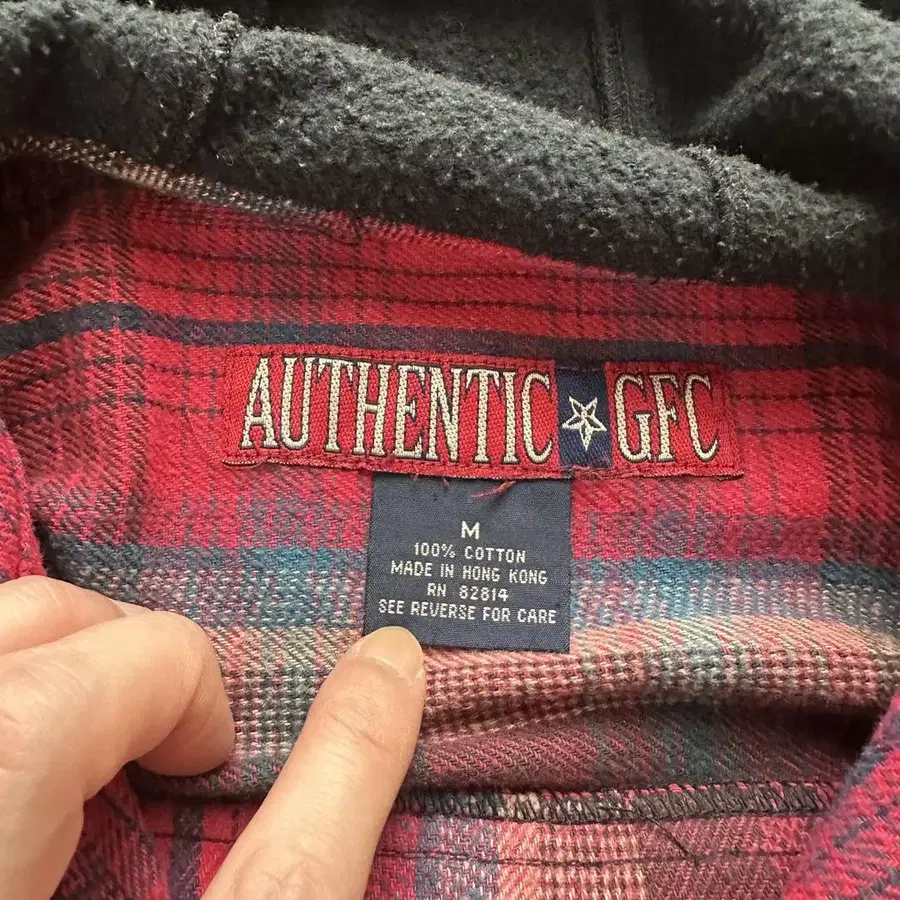 AUTHENTIC GFC
M
100% COTTON
MADE IN HONG KONG
RN 82814
SEE REVERSE FOR CARE